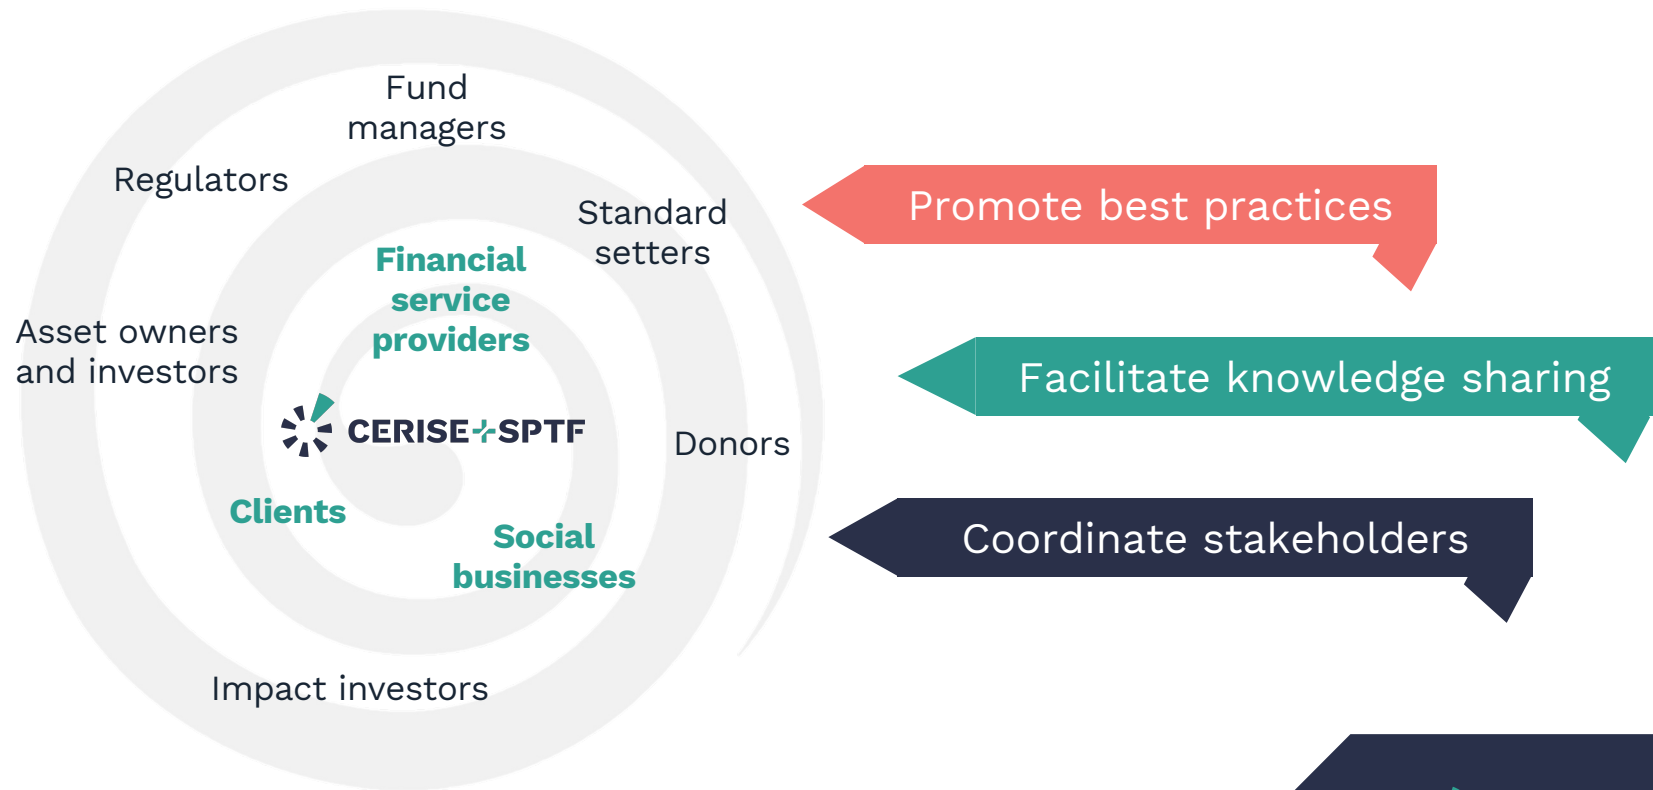 Fund
managers
Regulators
Standard
setters
Financial
service
providers
Asset owners
and investors
CERISE+SPTF
Donors
Clients
Social
businesses
Impact investors
Promote best practices
Facilitate knowledge sharing
Coordinate stakeholders